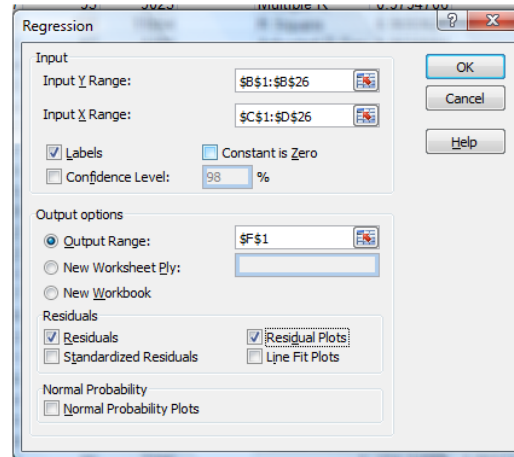 Regression
Input
Input Y Range:
$B$1:$B$26
Input X Range:
$C$1:$D$26
Labels
Constant is Zero
Confidence Level:
98 %
OK
Cancel
Help
Output options
Output Range:
$F$1
New Worksheet Ply:
New Workbook
Residuals
Residuals
Residual Plots
Standardized Residuals
Line Fit Plots
Normal Probability
Normal Probability Plots